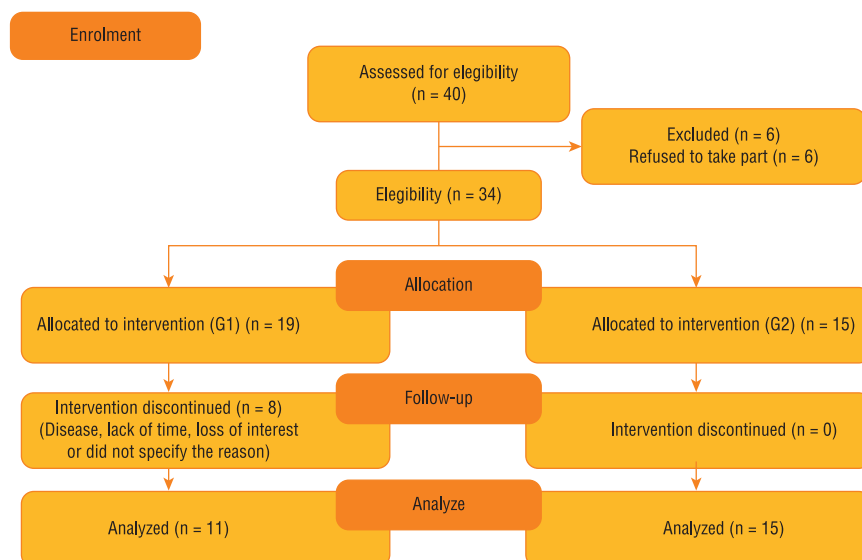 Enrolment
Assessed for elegibility
(n = 40)
Excluded (n = 6)
Refused to take part (n = 6)
Elegibility (n = 34)
Allocation
Allocated to intervention (G1) (n = 19)
Allocated to intervention (G2) (n = 15)
Follow-up
Intervention discontinued (n = 8)
(Disease, lack of time, loss of interest
or did not specify the reason)
Intervention discontinued (n = 0)
Analyze
Analyzed (n = 11)
Analyzed (n = 15)